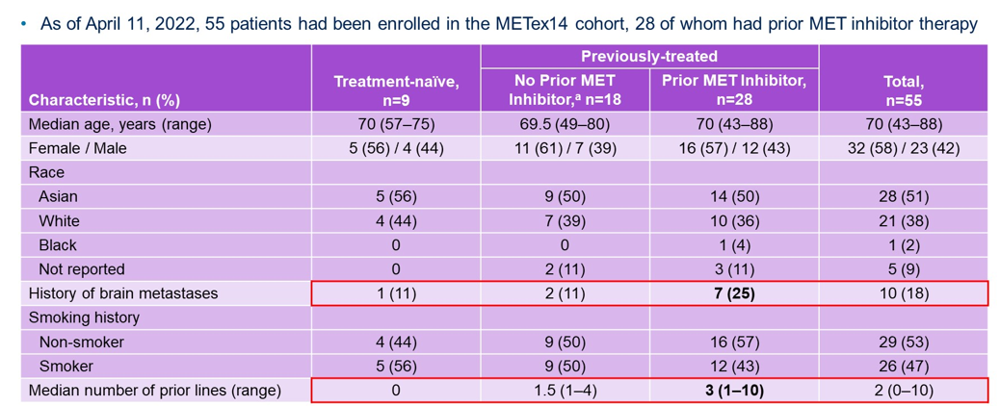 • As of April 11, 2022, 55 patients had been enrolled in the METex14 cohort, 28 of whom had prior MET inhibitor therapy
Previously-treated
Characteristic, n (%) Treatment-naïve, n=9 No Prior MET Inhibitor,ᵃ n=18 Prior MET Inhibitor, n=28 Total, n=55
Median age, years (range) 70 (57–75) 69.5 (49–80) 70 (43–88) 70 (43–88)
Female / Male 5 (56) / 4 (44) 11 (61) / 7 (39) 16 (57) / 12 (43) 32 (58) / 23 (42)
Race
Asian 5 (56) 9 (50) 14 (50) 28 (51)
White 4 (44) 7 (39) 10 (36) 21 (38)
Black 0 0 1 (4) 1 (2)
Not reported 0 2 (11) 3 (11) 5 (9)
History of brain metastases 1 (11) 2 (11) 7 (25) 10 (18)
Smoking history
Non-smoker 4 (44) 9 (50) 16 (57) 29 (53)
Smoker 5 (56) 9 (50) 12 (43) 26 (47)
Median number of prior lines (range) 0 1.5 (1–4) 3 (1–10) 2 (0–10)